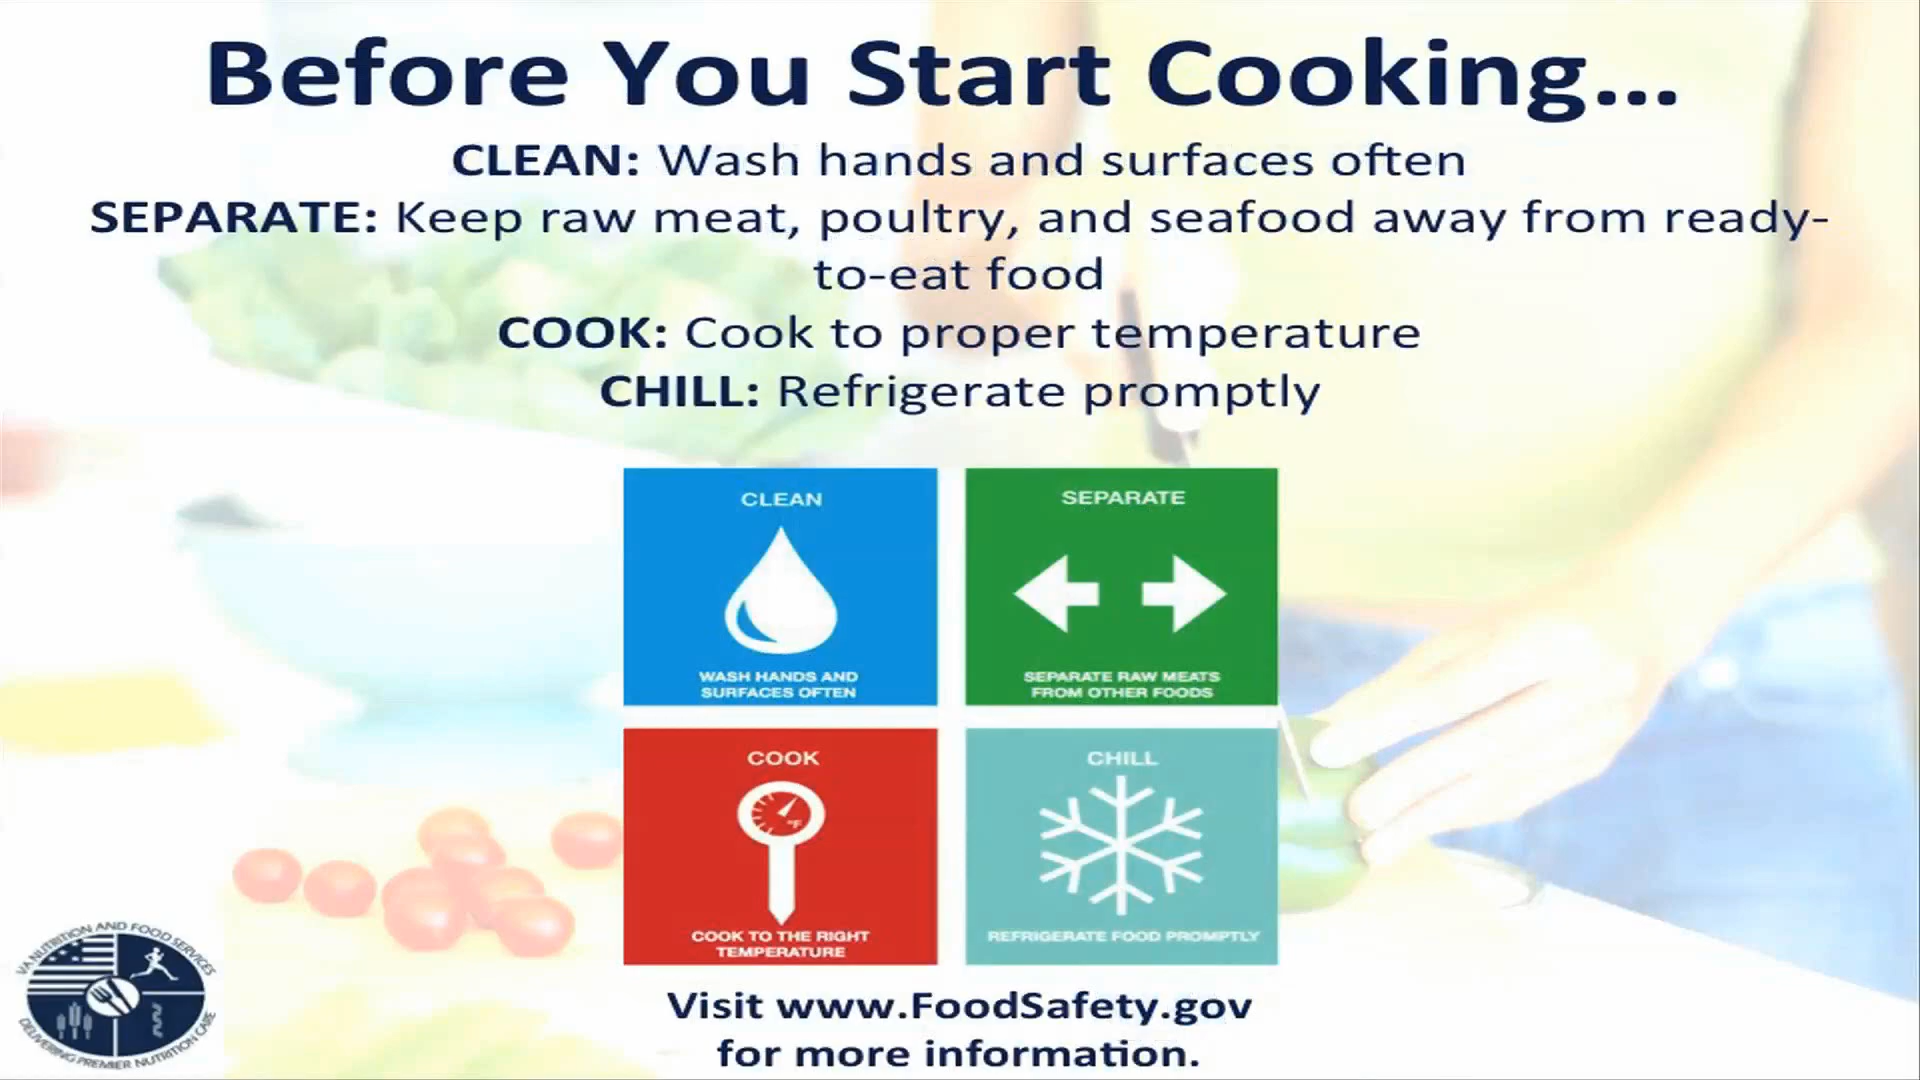 Before You Start Cooking...
CLEAN: Wash hands and surfaces often
SEPARATE: Keep raw meat, poultry, and seafood away from ready-
to-eat food
COOK: Cook to proper temperature
CHILL: Refrigerate promptly
CLEAN
WASH HANDS AND
SURFACES OFTEN
SEPARATE
SEPARATE RAW MEATS
FROM OTHER FOODS
COOK
°F
COOK TO THE RIGHT
TEMPERATURE
CHILL
REFRIGERATE FOOD PROMPTLY
VA NUTRITION AND FOOD SERVICES
DELIVERING PREMIER NUTRITION CARE
Visit www.FoodSafety.gov
for more information.